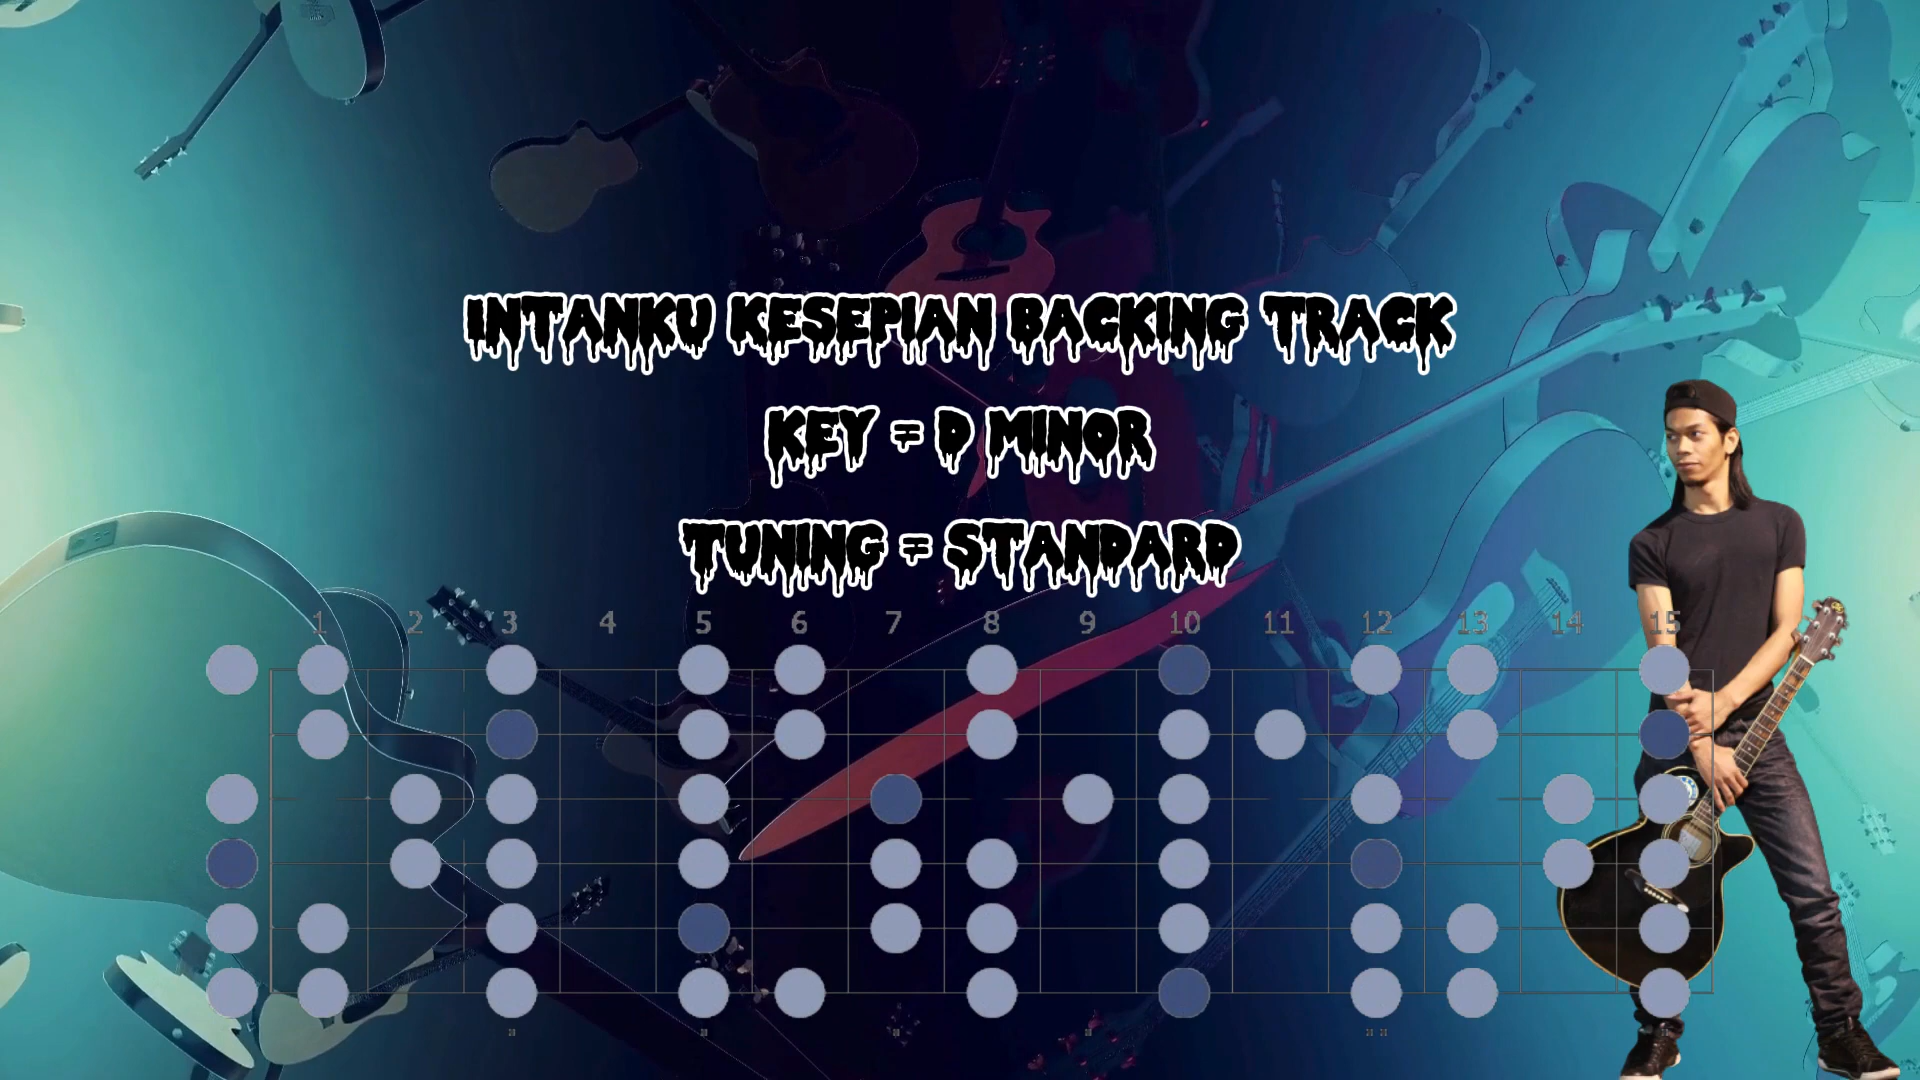 INTANKU KESEPIAN BACKING TRACK
KEY = D MINOR
TUNING = STANDARD
1 2 3 4 5 6 7 8 9 10 11 12 13 14 15